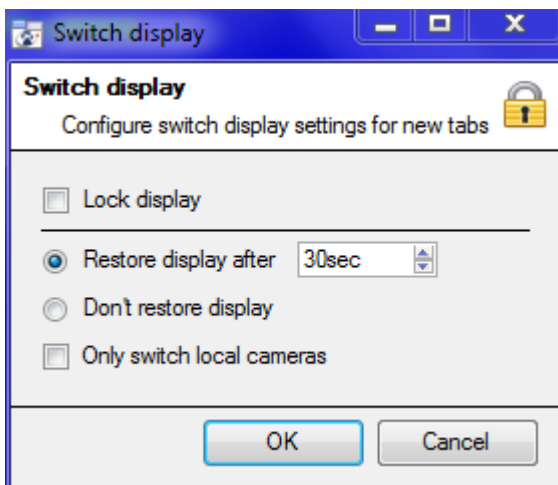 Switch display
Switch display
Configure switch display settings for new tabs
Lock display
Restore display after 30sec
Don't restore display
Only switch local cameras
OK Cancel